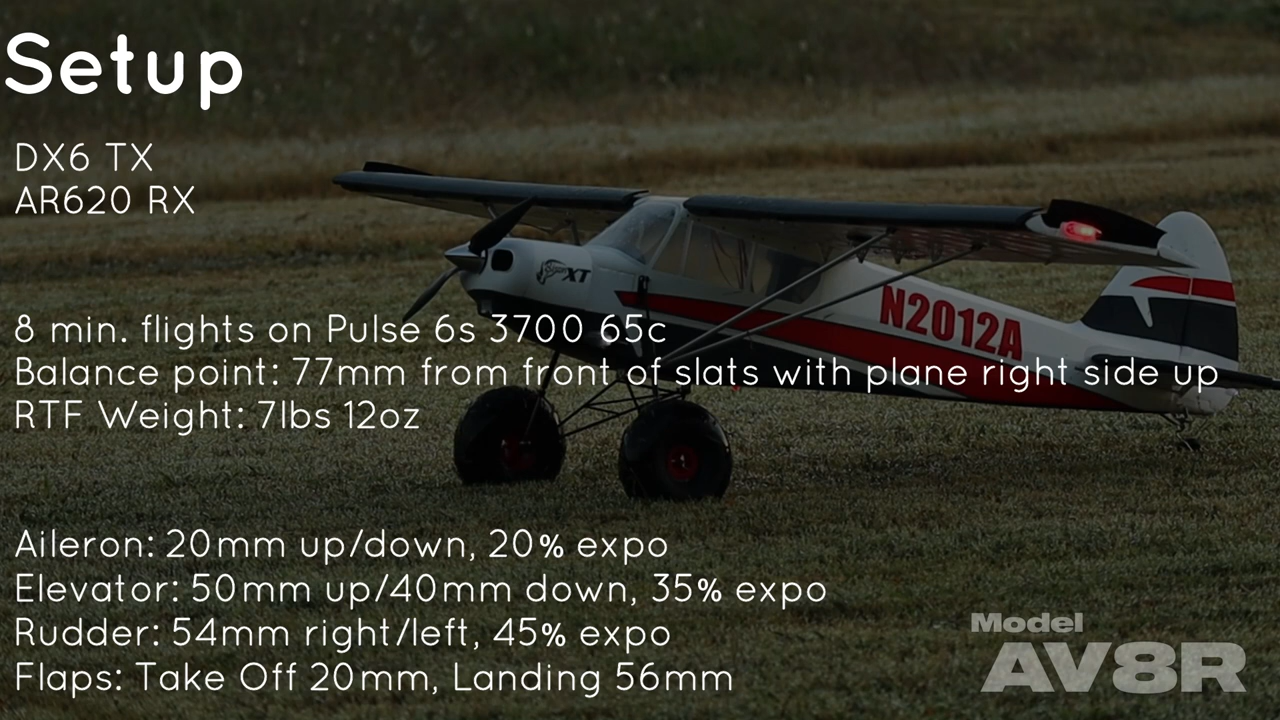 Setup
DX6 TX
AR620 RX
XT
N2012A
8 min. flights on Pulse 6s 3700 65c
Balance point: 77mm from front of slats with plane right side up
RTF Weight: 7lbs 12oz
Aileron: 20mm up/down, 20% expo
Elevator: 50mm up/40mm down, 35% expo
Rudder: 54mm right/left, 45% expo
Flaps: Take Off 20mm, Landing 56mm
Model
AV8R